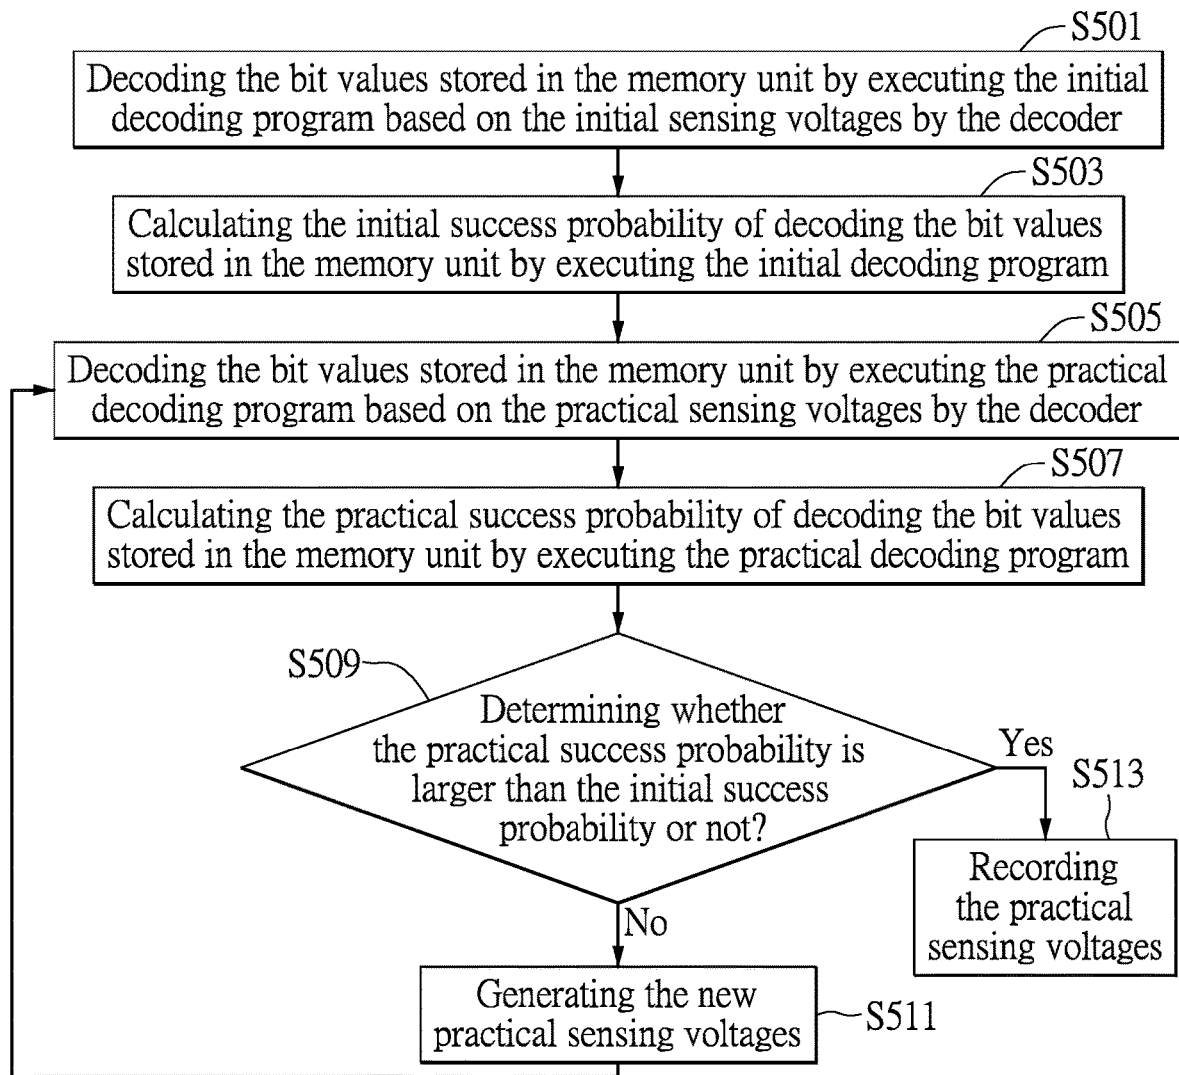 S501
Decoding the bit values stored in the memory unit by executing the initial
decoding program based on the initial sensing voltages by the decoder
S503
Calculating the initial success probability of decoding the bit values
stored in the memory unit by executing the initial decoding program
S505
Decoding the bit values stored in the memory unit by executing the practical
decoding program based on the practical sensing voltages by the decoder
S507
Calculating the practical success probability of decoding the bit values
stored in the memory unit by executing the practical decoding program
S509
Determining whether
the practical success probability is
larger than the initial success
probability or not?
Yes
S513
Recording
the practical
sensing voltages
No
Generating the new
practical sensing voltages
S511